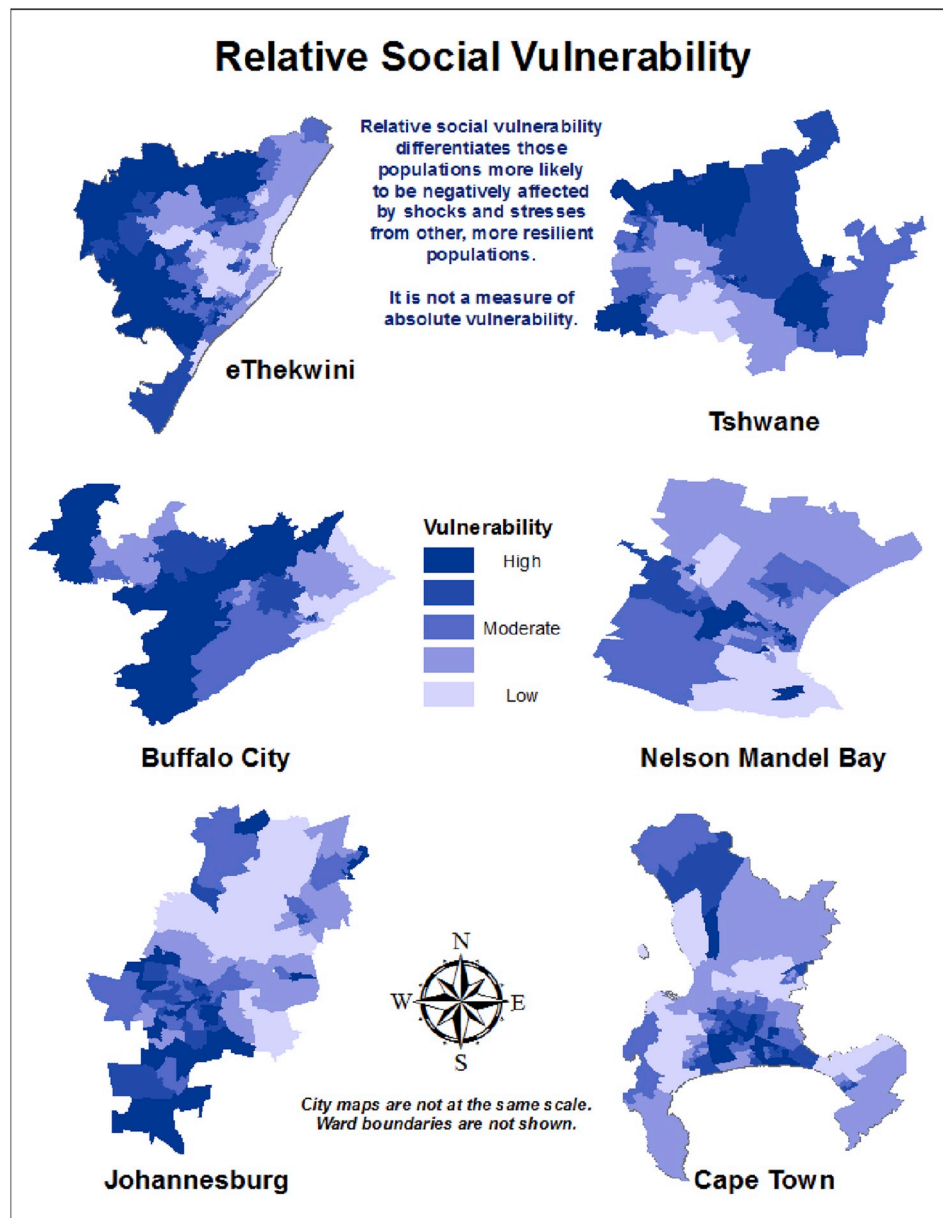 Relative Social Vulnerability
Relative social vulnerability
differentiates those
populations more likely
to be negatively affected
by shocks and stresses
from other, more resilient
populations.
It is not a measure of
absolute vulnerability.
eThekwini
Tshwane
Vulnerability
High
Moderate
Low
Buffalo City
Nelson Mandel Bay
N
W
E
S
City maps are not at the same scale.
Ward boundaries are not shown.
Johannesburg
Cape Town